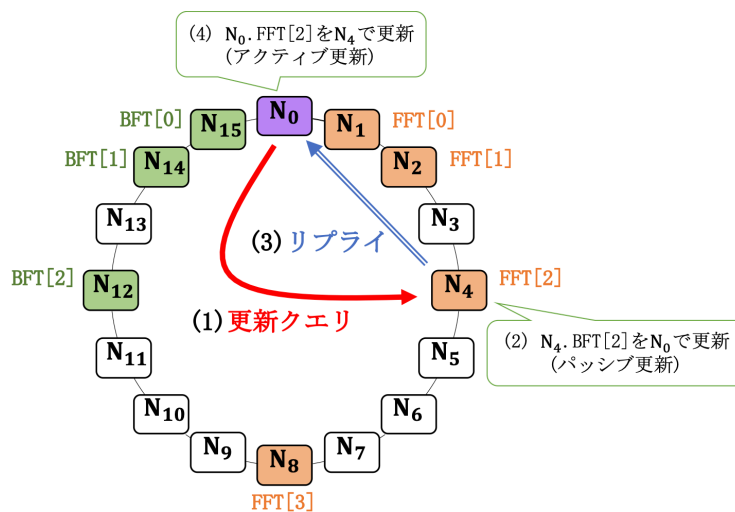 (4) N₀.FFT[2]をN₄で更新
(アクティブ更新)
BFT[0]
N₁₅
N₀
N₁
FFT[0]
BFT[1]
N₁₄
N₂
FFT[1]
N₁₃
N₃
(3)リプライ
BFT[2]
N₁₂
N₄
FFT[2]
(1)更新クエリ
(2) N₄.BFT[2]をN₀で更新
(パッシブ更新)
N₁₁
N₅
N₁₀
N₆
N₉
N₇
N₈
FFT[3]